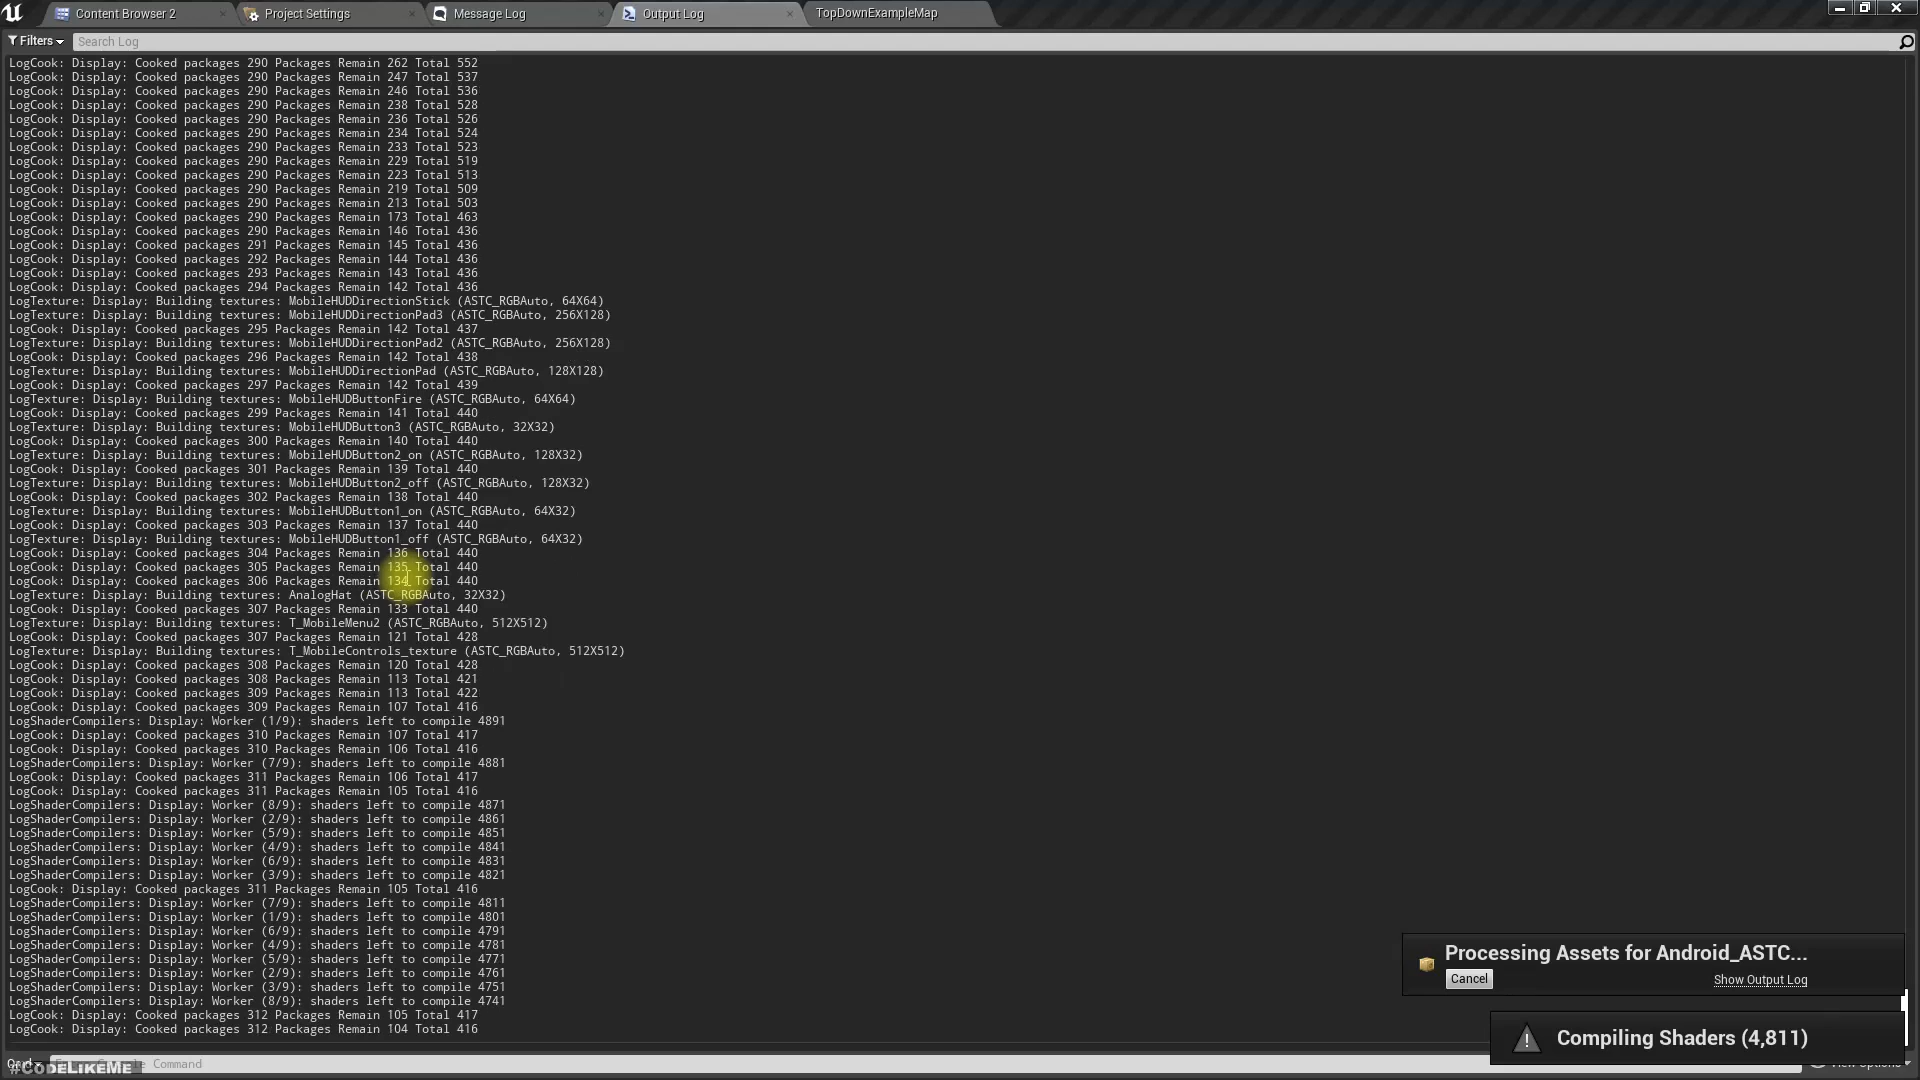 Content Browser 2
Project Settings
Message Log
Output Log
TopDownExampleMap
Filters
Search Log
LogCook: Display: Cooked packages 290 Packages Remain 262 Total 552
LogCook: Display: Cooked packages 290 Packages Remain 247 Total 537
LogCook: Display: Cooked packages 290 Packages Remain 246 Total 536
LogCook: Display: Cooked packages 290 Packages Remain 238 Total 528
LogCook: Display: Cooked packages 290 Packages Remain 236 Total 526
LogCook: Display: Cooked packages 290 Packages Remain 234 Total 524
LogCook: Display: Cooked packages 290 Packages Remain 233 Total 523
LogCook: Display: Cooked packages 290 Packages Remain 229 Total 519
LogCook: Display: Cooked packages 290 Packages Remain 223 Total 513
LogCook: Display: Cooked packages 290 Packages Remain 219 Total 509
LogCook: Display: Cooked packages 290 Packages Remain 213 Total 503
LogCook: Display: Cooked packages 290 Packages Remain 173 Total 463
LogCook: Display: Cooked packages 290 Packages Remain 146 Total 436
LogCook: Display: Cooked packages 291 Packages Remain 145 Total 436
LogCook: Display: Cooked packages 292 Packages Remain 144 Total 436
LogCook: Display: Cooked packages 293 Packages Remain 143 Total 436
LogCook: Display: Cooked packages 294 Packages Remain 142 Total 436
LogTexture: Display: Building textures: MobileHUDDirectionStick (ASTC_RGBAuto, 64X64)
LogTexture: Display: Building textures: MobileHUDDirectionPad3 (ASTC_RGBAuto, 256X128)
LogCook: Display: Cooked packages 295 Packages Remain 142 Total 437
LogTexture: Display: Building textures: MobileHUDDirectionPad2 (ASTC_RGBAuto, 256X128)
LogCook: Display: Cooked packages 296 Packages Remain 142 Total 438
LogTexture: Display: Building textures: MobileHUDDirectionPad (ASTC_RGBAuto, 128X128)
LogCook: Display: Cooked packages 297 Packages Remain 142 Total 439
LogTexture: Display: Building textures: MobileHUDButtonFire (ASTC_RGBAuto, 64X64)
LogCook: Display: Cooked packages 299 Packages Remain 141 Total 440
LogTexture: Display: Building textures: MobileHUDButton3 (ASTC_RGBAuto, 32X32)
LogCook: Display: Cooked packages 300 Packages Remain 140 Total 440
LogTexture: Display: Building textures: MobileHUDButton2_on (ASTC_RGBAuto, 128X32)
LogCook: Display: Cooked packages 301 Packages Remain 139 Total 440
LogTexture: Display: Building textures: MobileHUDButton2_off (ASTC_RGBAuto, 128X32)
LogCook: Display: Cooked packages 302 Packages Remain 138 Total 440
LogTexture: Display: Building textures: MobileHUDButton1_on (ASTC_RGBAuto, 64X32)
LogCook: Display: Cooked packages 303 Packages Remain 137 Total 440
LogTexture: Display: Building textures: MobileHUDButton1_off (ASTC_RGBAuto, 64X32)
LogCook: Display: Cooked packages 304 Packages Remain 136 Total 440
LogCook: Display: Cooked packages 305 Packages Remain 135 Total 440
LogCook: Display: Cooked packages 306 Packages Remain 134 Total 440
LogTexture: Display: Building textures: AnalogHat (ASTC_RGBAuto, 32X32)
LogCook: Display: Cooked packages 307 Packages Remain 133 Total 440
LogTexture: Display: Building textures: T_MobileMenu2 (ASTC_RGBAuto, 512X512)
LogCook: Display: Cooked packages 307 Packages Remain 121 Total 428
LogTexture: Display: Building textures: T_MobileControls_texture (ASTC_RGBAuto, 512X512)
LogCook: Display: Cooked packages 308 Packages Remain 120 Total 428
LogCook: Display: Cooked packages 308 Packages Remain 113 Total 421
LogCook: Display: Cooked packages 309 Packages Remain 113 Total 422
LogCook: Display: Cooked packages 309 Packages Remain 107 Total 416
LogShaderCompilers: Display: Worker (1/9): shaders left to compile 4891
LogCook: Display: Cooked packages 310 Packages Remain 107 Total 417
LogCook: Display: Cooked packages 310 Packages Remain 106 Total 416
LogShaderCompilers: Display: Worker (7/9): shaders left to compile 4881
LogCook: Display: Cooked packages 311 Packages Remain 106 Total 417
LogCook: Display: Cooked packages 311 Packages Remain 105 Total 416
LogShaderCompilers: Display: Worker (8/9): shaders left to compile 4871
LogShaderCompilers: Display: Worker (2/9): shaders left to compile 4861
LogShaderCompilers: Display: Worker (5/9): shaders left to compile 4851
LogShaderCompilers: Display: Worker (4/9): shaders left to compile 4841
LogShaderCompilers: Display: Worker (6/9): shaders left to compile 4831
LogShaderCompilers: Display: Worker (3/9): shaders left to compile 4821
LogCook: Display: Cooked packages 311 Packages Remain 105 Total 416
LogShaderCompilers: Display: Worker (7/9): shaders left to compile 4811
LogShaderCompilers: Display: Worker (1/9): shaders left to compile 4801
LogShaderCompilers: Display: Worker (6/9): shaders left to compile 4791
LogShaderCompilers: Display: Worker (4/9): shaders left to compile 4781
LogShaderCompilers: Display: Worker (5/9): shaders left to compile 4771
LogShaderCompilers: Display: Worker (2/9): shaders left to compile 4761
LogShaderCompilers: Display: Worker (3/9): shaders left to compile 4751
LogShaderCompilers: Display: Worker (8/9): shaders left to compile 4741
LogCook: Display: Cooked packages 312 Packages Remain 105 Total 417
LogCook: Display: Cooked packages 312 Packages Remain 104 Total 416
Processing Assets for Android_ASTC...
Cancel
Show Output Log
Compiling Shaders (4,811)
Command
#CODELIKEME